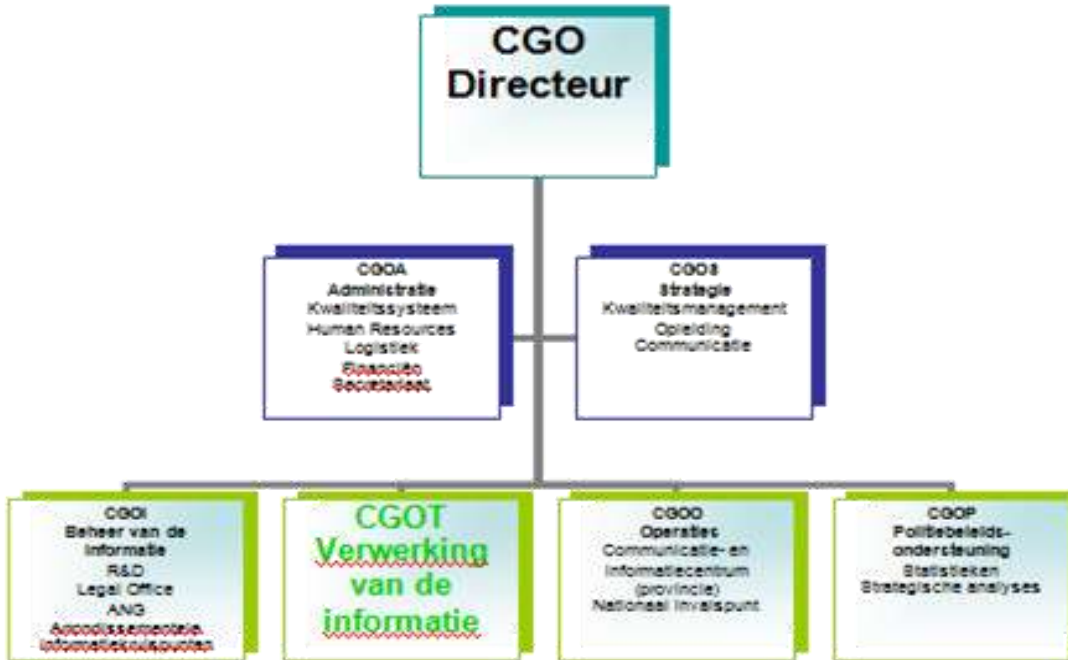 CGO
Directeur
CGOA
Administratie
Kwaliteitssysteem
Human Resources
Logistiek
Financiën
Secretariaat
CGOS
Strategie
Kwaliteitsmanagement
Opleiding
Communicatie
CGOI
Beheer van de
informatie
R&D
Legal Office
ANG
Arrondissementele
informatiekruispunten
CGOT
Verwerking
van de
informatie
CGOO
Operaties
Communicatie- en
Informatiecentrum
(provincie)
Nationaal Invalspunt
CGOP
Politiebeleids-
ondersteuning
Statistieken
Strategische analyses